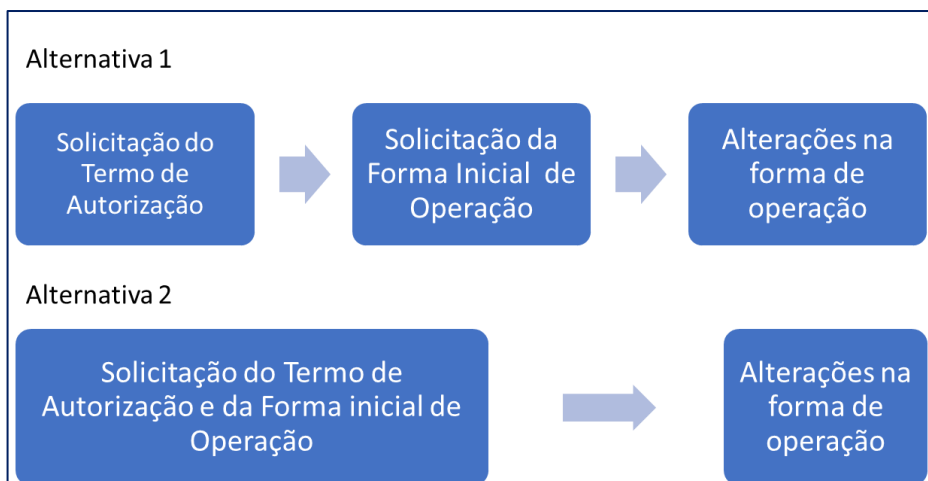 Alternativa 1
Solicitação do
Termo de
Autorização
Solicitação da
Forma Inicial de
Operação
Alterações na
forma de
operação
Alternativa 2
Solicitação do Termo de
Autorização e da Forma inicial de
Operação
Alterações na
forma de
operação